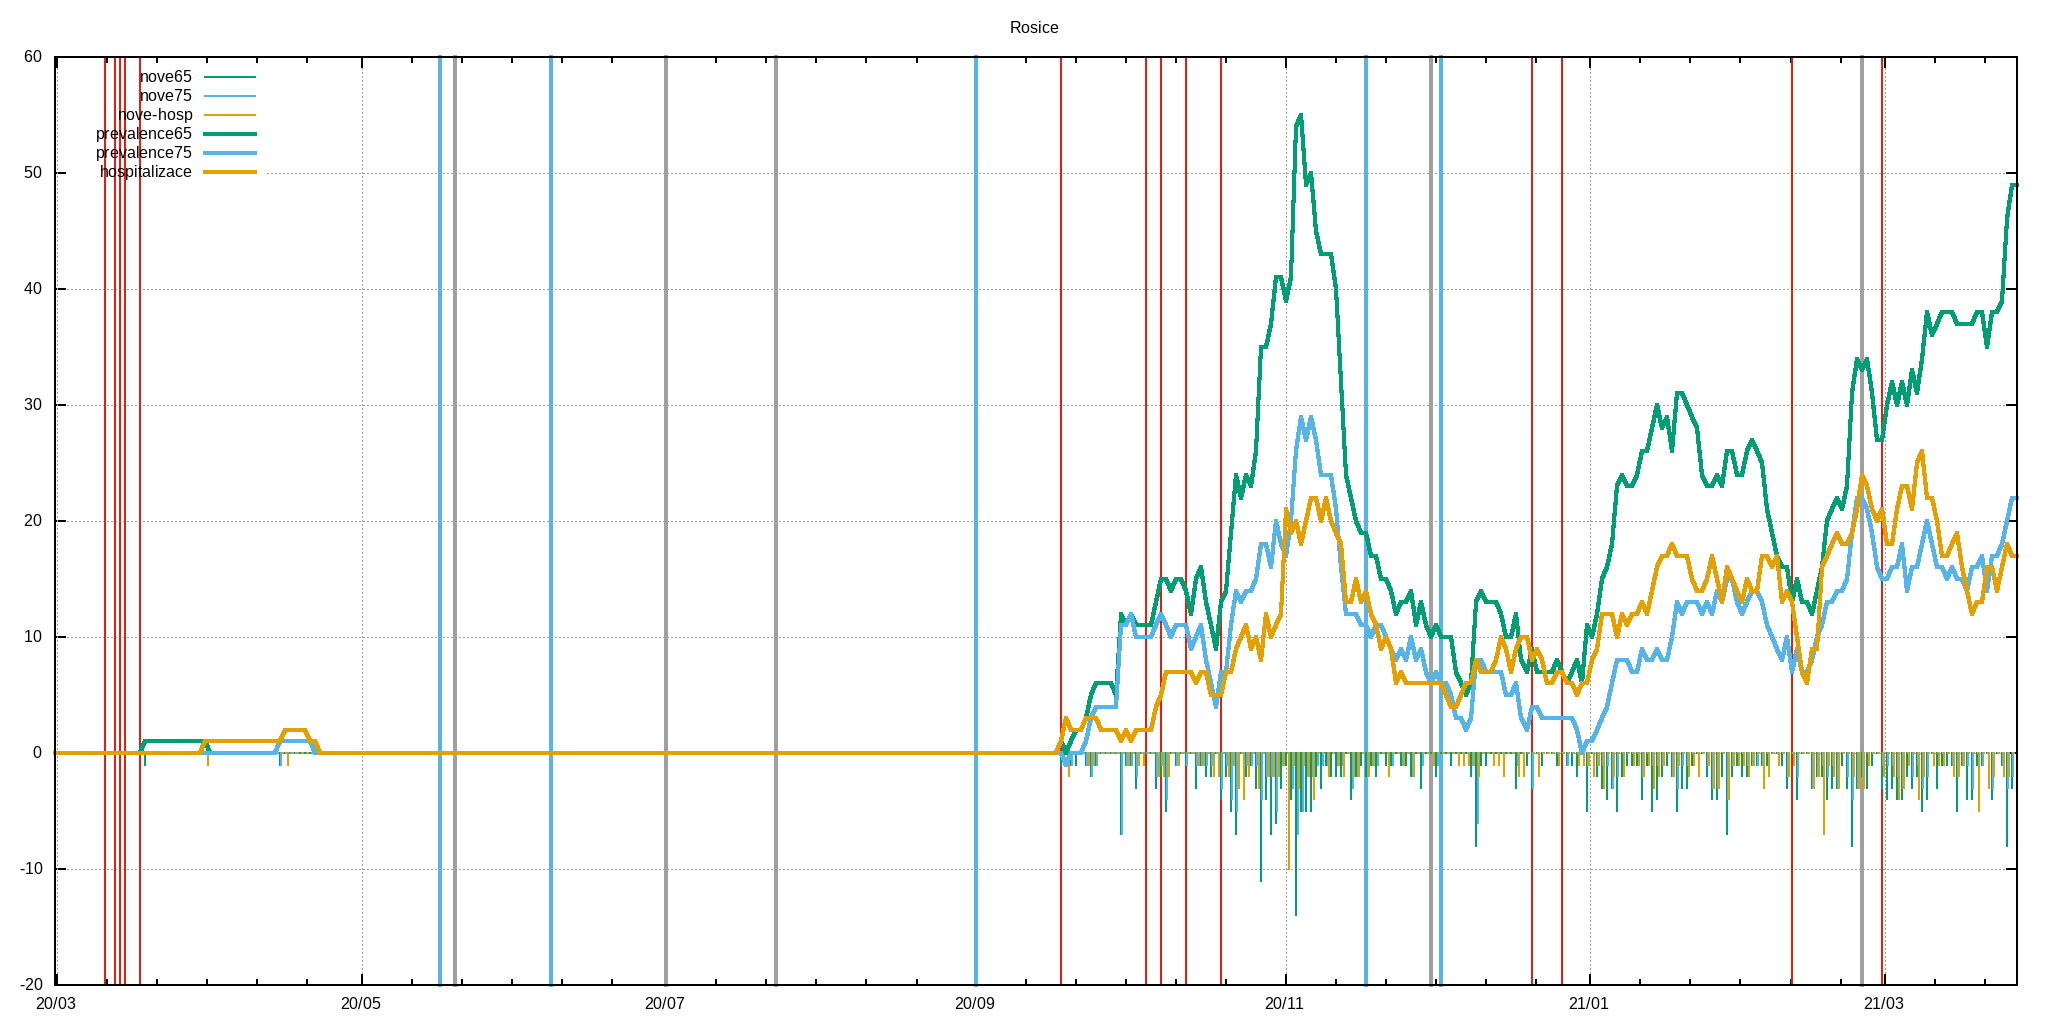 Rosice
60
50
40
30
20
10
0
-10
-20
nove65
nove75
nove-hosp
prevalence65
prevalence75
hospitalizace
20/03 20/05 20/07 20/09 20/11 21/01 21/03